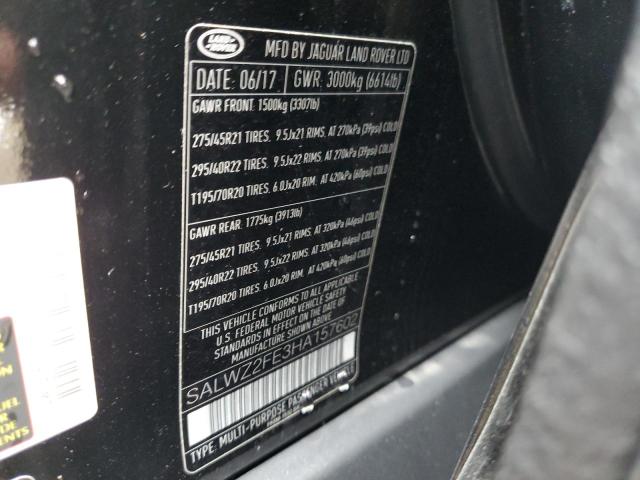 LAND
ROVER
MFD BY JAGUAR LAND ROVER LTD
DATE: 06/17 GWR: 3000kg (6614lb)
GAWR FRONT: 1500kg (3307lb)
275/45R21 TIRES. 9.5Jx21 RIMS. AT 270kPa (39psi) COLD
295/40R22 TIRES. 9.5Jx22 RIMS. AT 270kPa (39psi) COLD
T195/70R20 TIRES. 6.0Jx20 RIM. AT 420kPa (60psi) COLD
GAWR REAR. 1775kg (3913lb)
275/45R21 TIRES. 9.5Jx21 RIMS. AT 320kPa (46psi) COLD
295/40R22 TIRES. 9.5Jx22 RIMS. AT 320kPa (46psi) COLD
T195/70R20 TIRES. 6.0Jx20 RIM. AT 420kPa (60psi) COLD
THIS VEHICLE CONFORMS TO ALL APPLICABLE
U.S. FEDERAL MOTOR VEHICLE SAFETY
STANDARDS IN EFFECT ON THE DATE OF
MANUFACTURE SHOWN ABOVE.
SALWZ2FE3HA157602
TYPE: MULTI-PURPOSE PASSENGER VEHICLE